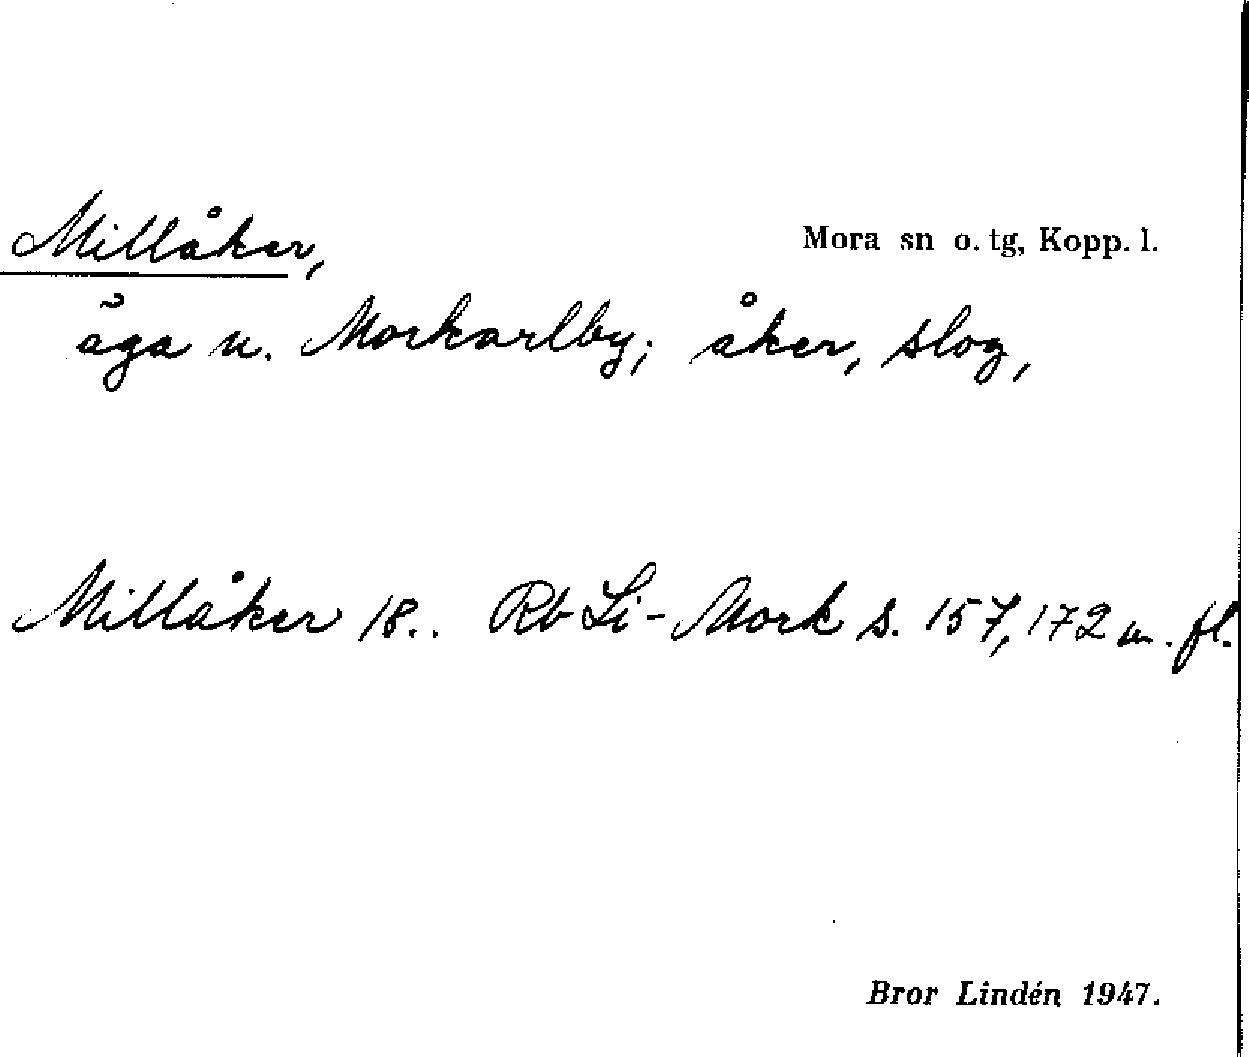 Millåker,
Mora sn o. tg, Kopp. l.
äga u. Morkarlby; åker, slog,
Millåker 18.. Rb Li-Mork s. 157, 172 m. fl.
Bror Lindén 1947.